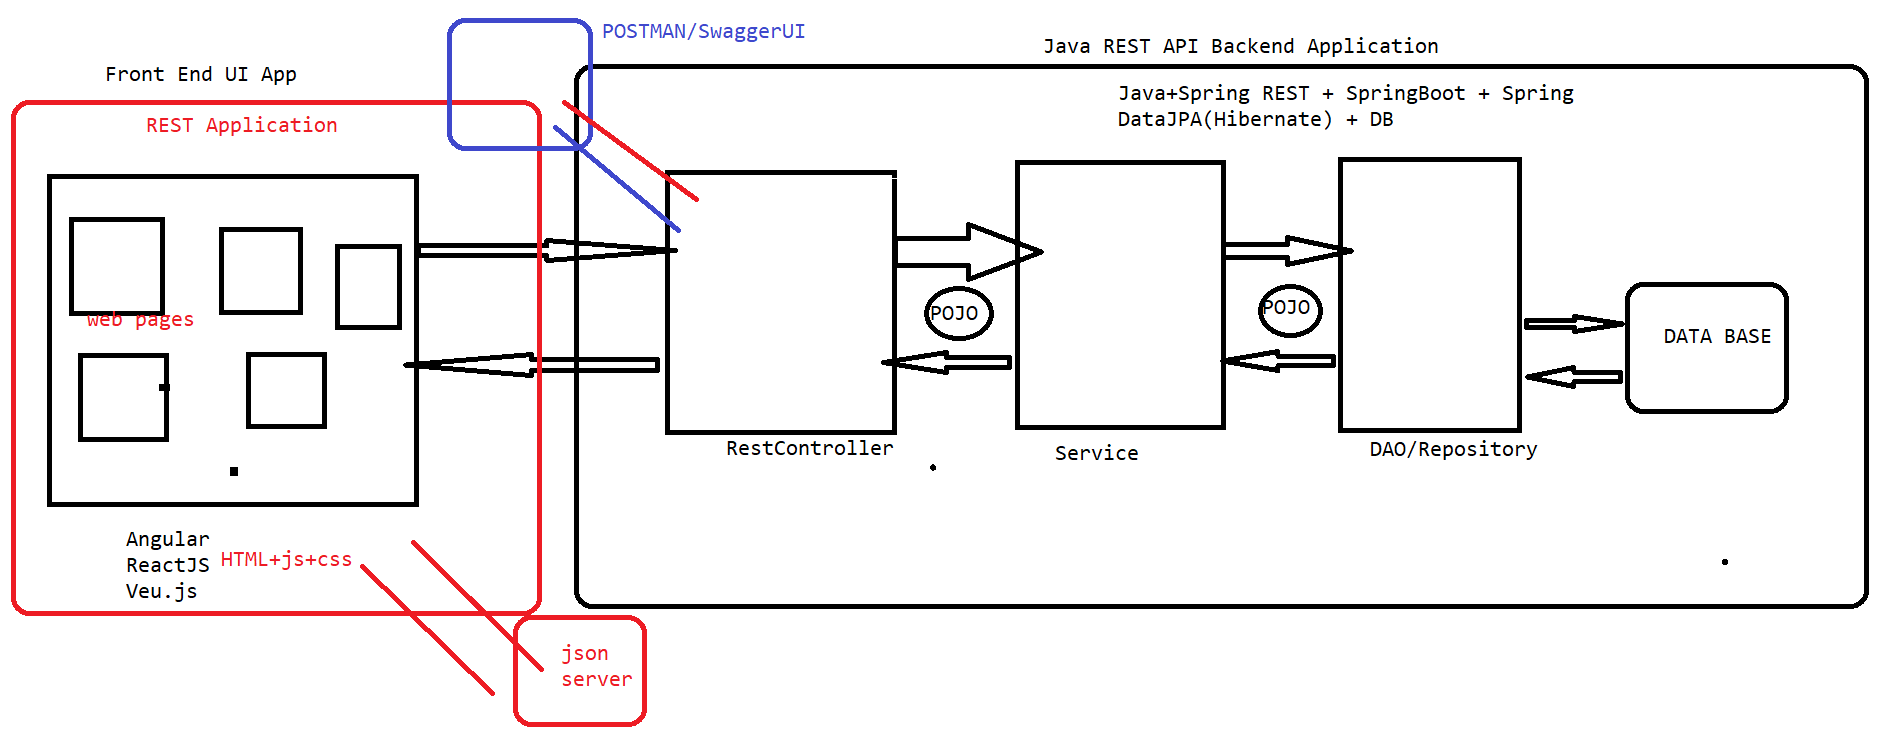 POSTMAN/SwaggerUI
Java REST API Backend Application
Front End UI App
Java+Spring REST + SpringBoot + Spring
DataJPA(Hibernate) + DB
REST Application
web pages
POJO
POJO
DATA BASE
RestController
Service
DAO/Repository
Angular
ReactJS
Veu.js
HTML+js+css
json
server